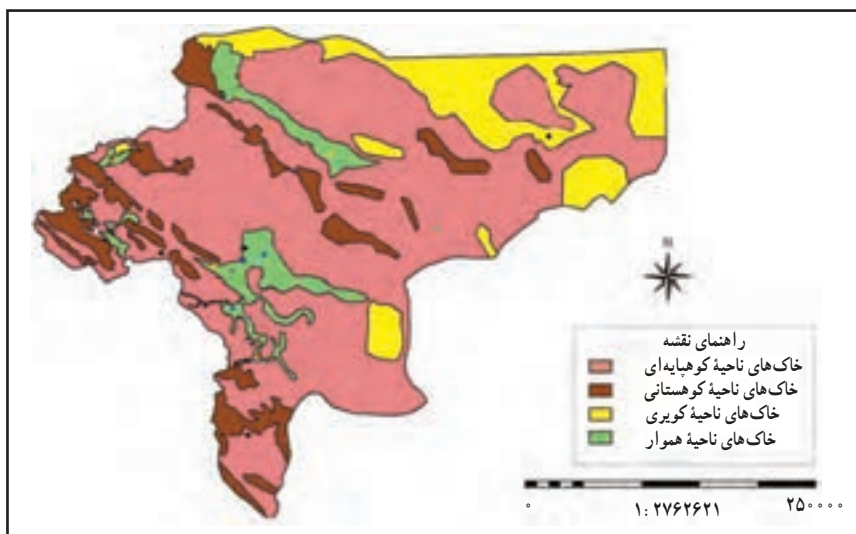 N
راهنمای نقشه
خاک‌های ناحیهٔ کوهپایه‌ای
خاک‌های ناحیهٔ کوهستانی
خاک‌های ناحیهٔ کویری
خاک‌های ناحیهٔ هموار
۰ ۱:۲۷۶۲۶۲۱ ۲۵۰۰۰۰